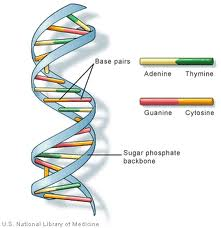 Base pairs
Adenine Thymine
Guanine Cytosine
Sugar phosphate
backbone
U.S. National Library of Medicine